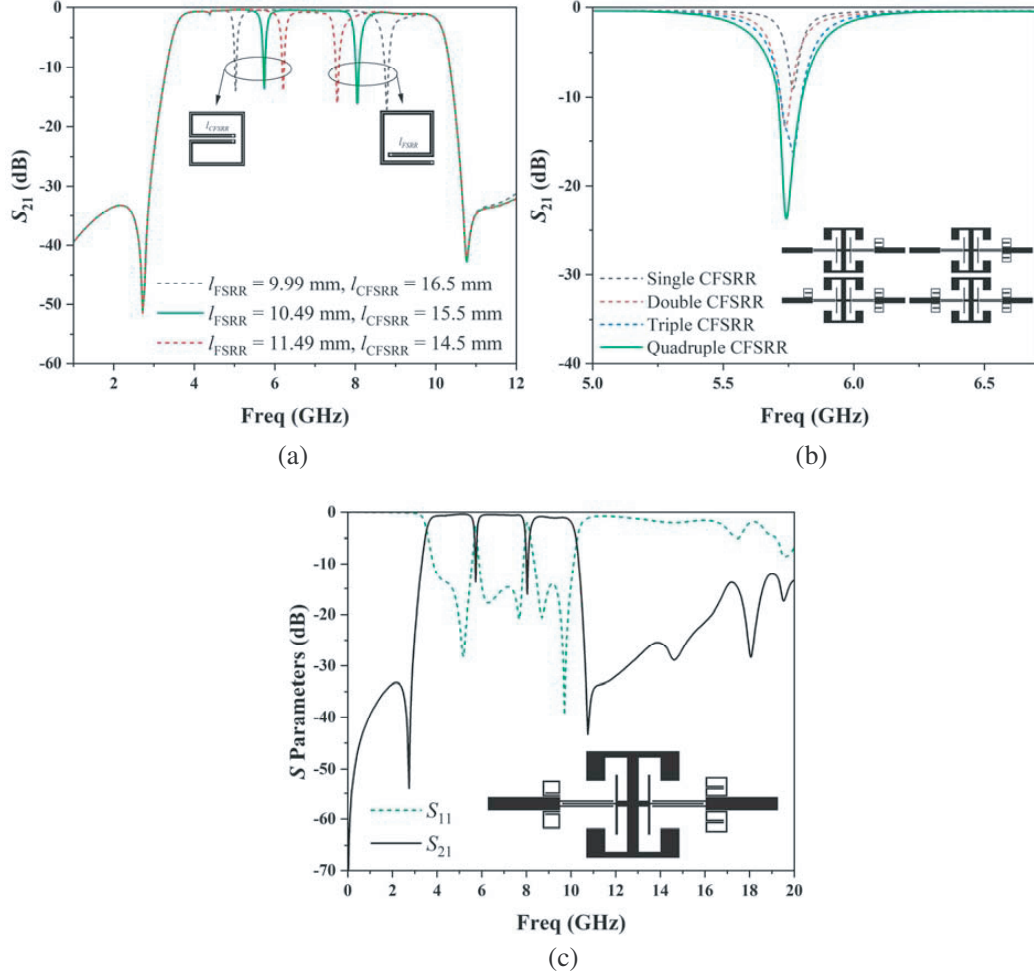 0
-10
-20
-30
-40
-50
-60
S21 (dB)
lCFSRR
lFSRR
lFSRR = 9.99 mm, lCFSRR = 16.5 mm
lFSRR = 10.49 mm, lCFSRR = 15.5 mm
lFSRR = 11.49 mm, lCFSRR = 14.5 mm
2 4 6 8 10 12
Freq (GHz)
(a)
0
-10
-20
-30
-40
S21 (dB)
Single CFSRR
Double CFSRR
Triple CFSRR
Quadruple CFSRR
5.0 5.5 6.0 6.5
Freq (GHz)
(b)
0
-10
-20
-30
-40
-50
-60
-70
S Parameters (dB)
S11
S21
0 2 4 6 8 10 12 14 16 18 20
Freq (GHz)
(c)